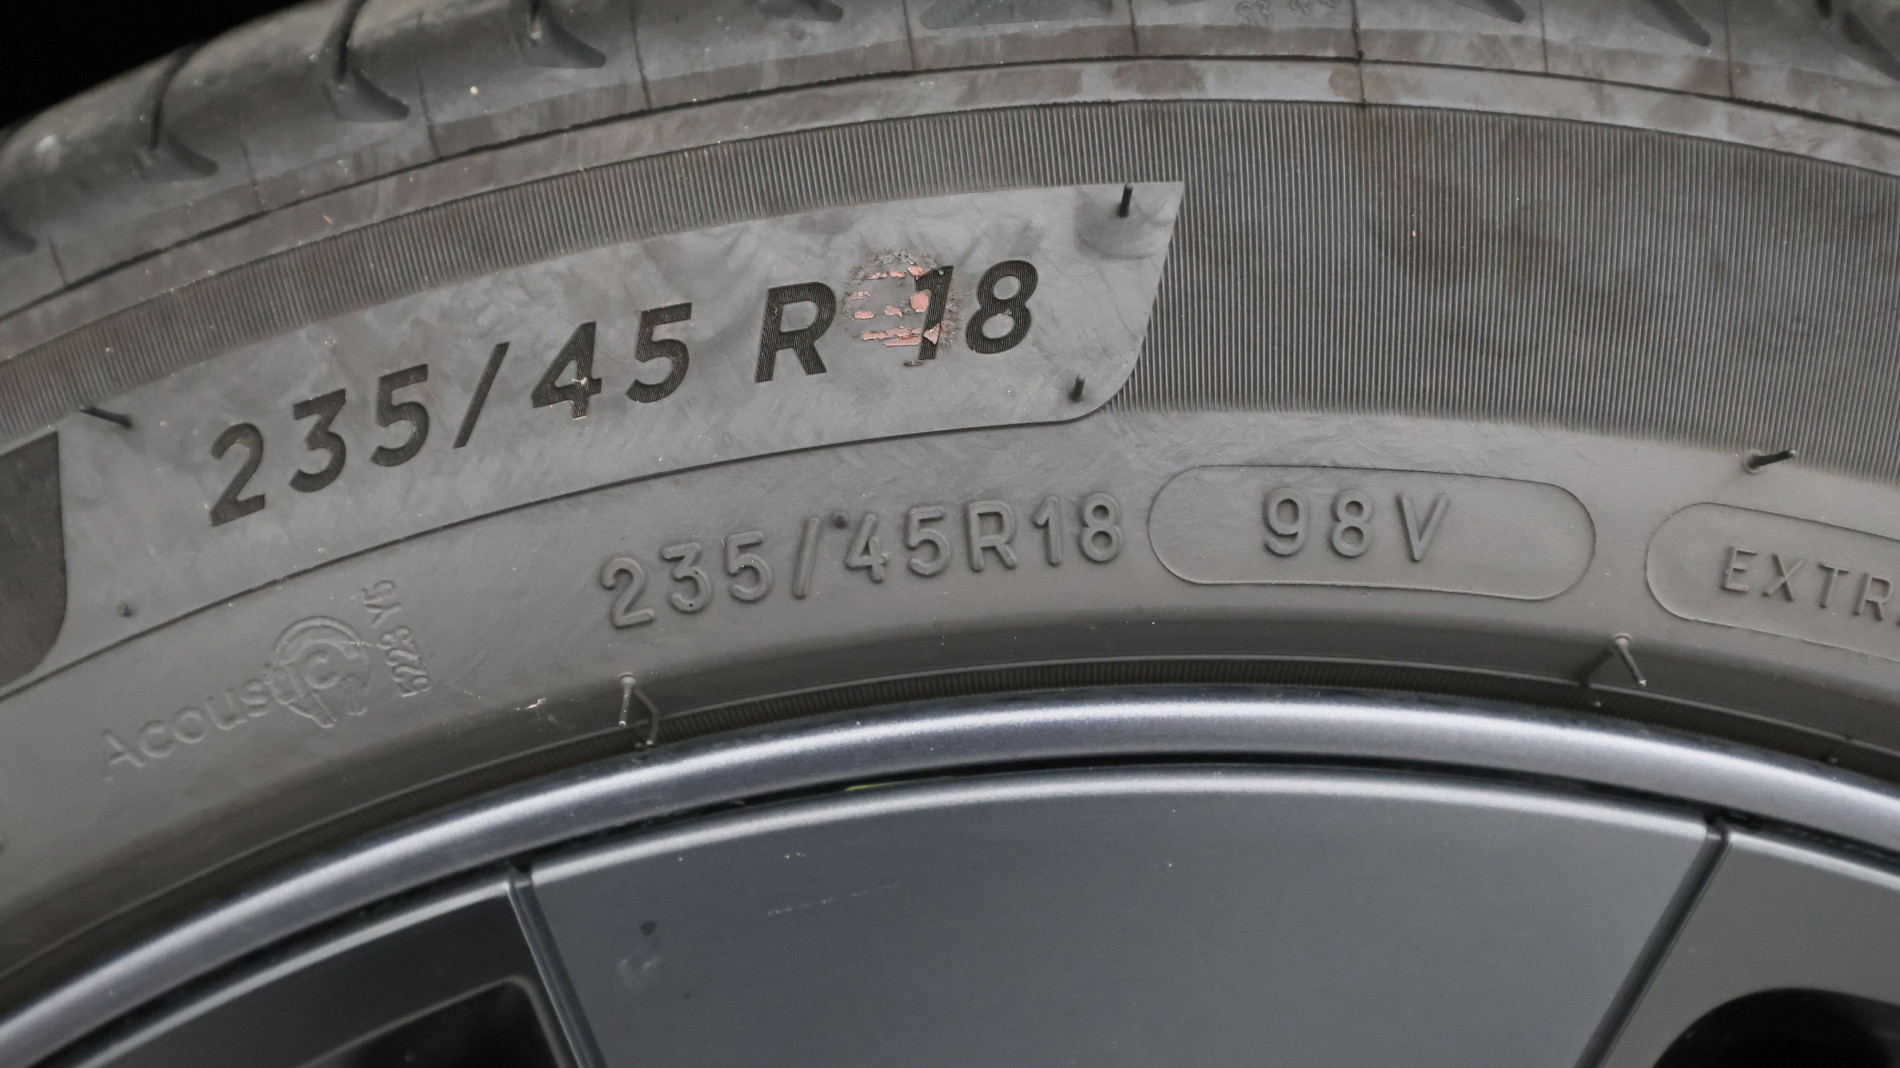 235/45 R 18
235/45R18 98V EXTR
Acoustic